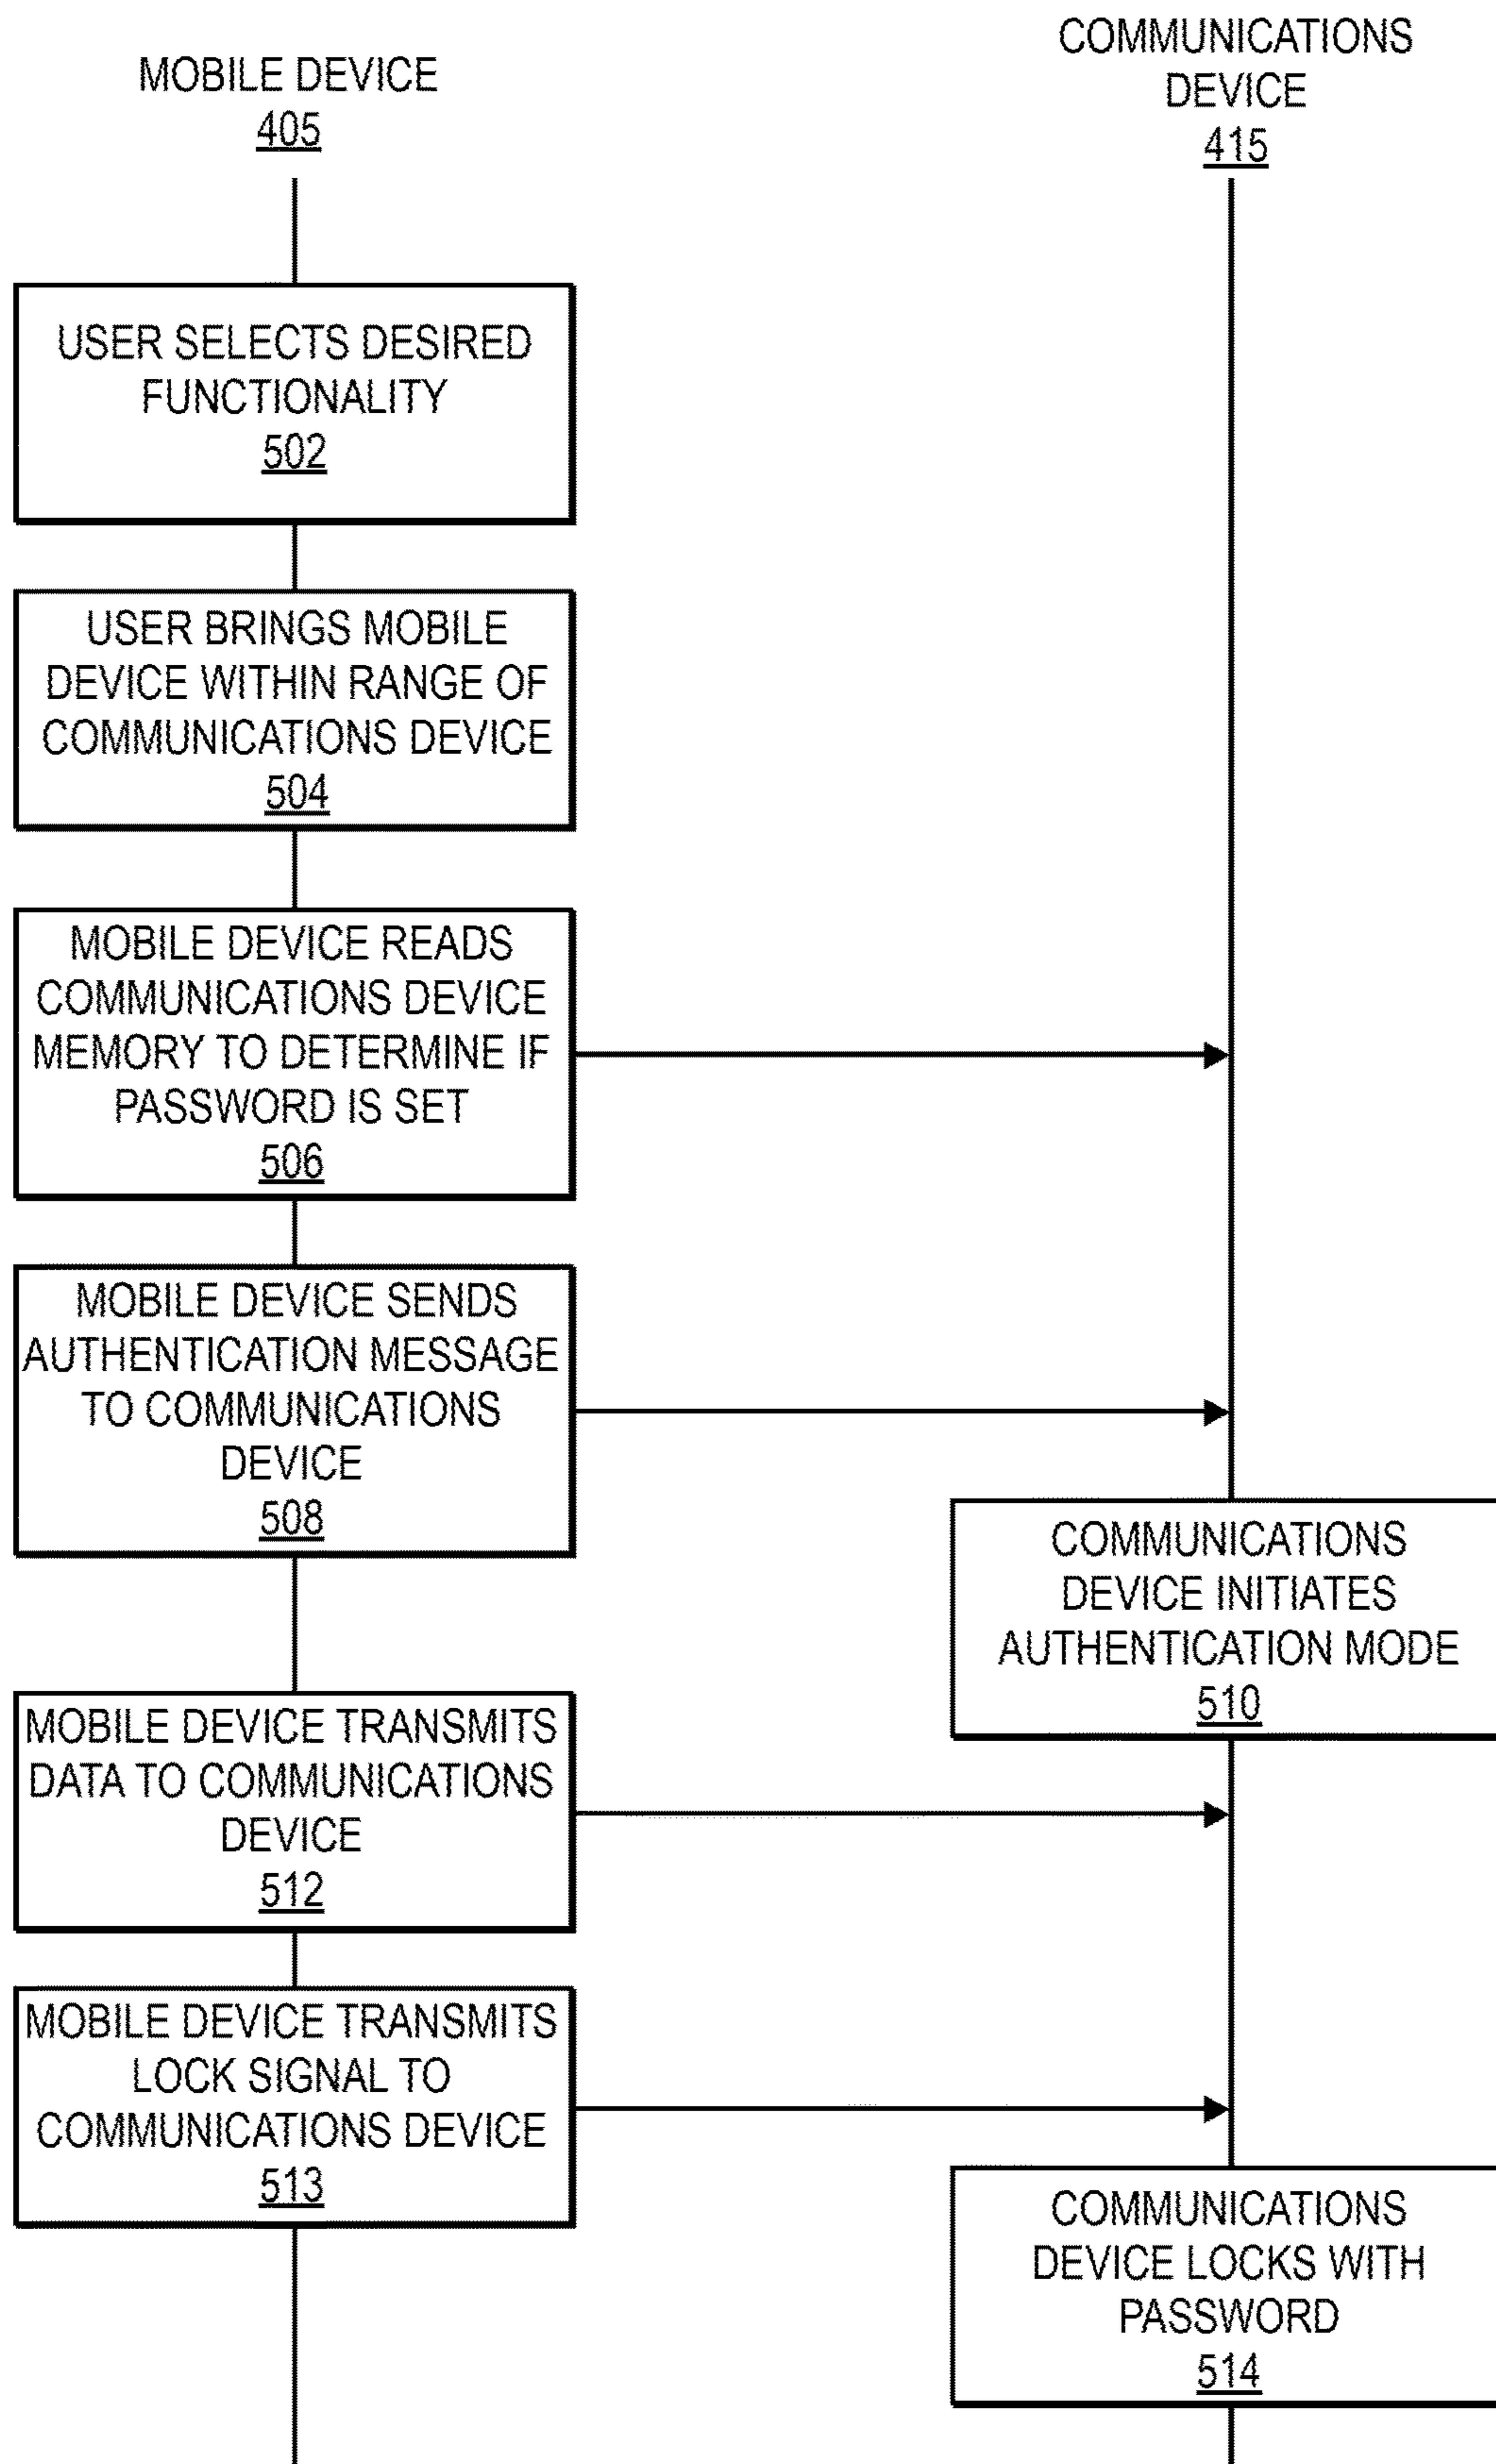 MOBILE DEVICE
405
COMMUNICATIONS
DEVICE
415
USER SELECTS DESIRED
FUNCTIONALITY
502
USER BRINGS MOBILE
DEVICE WITHIN RANGE OF
COMMUNICATIONS DEVICE
504
MOBILE DEVICE READS
COMMUNICATIONS DEVICE
MEMORY TO DETERMINE IF
PASSWORD IS SET
506
MOBILE DEVICE SENDS
AUTHENTICATION MESSAGE
TO COMMUNICATIONS
DEVICE
508
COMMUNICATIONS
DEVICE INITIATES
AUTHENTICATION MODE
510
MOBILE DEVICE TRANSMITS
DATA TO COMMUNICATIONS
DEVICE
512
MOBILE DEVICE TRANSMITS
LOCK SIGNAL TO
COMMUNICATIONS DEVICE
513
COMMUNICATIONS
DEVICE LOCKS WITH
PASSWORD
514